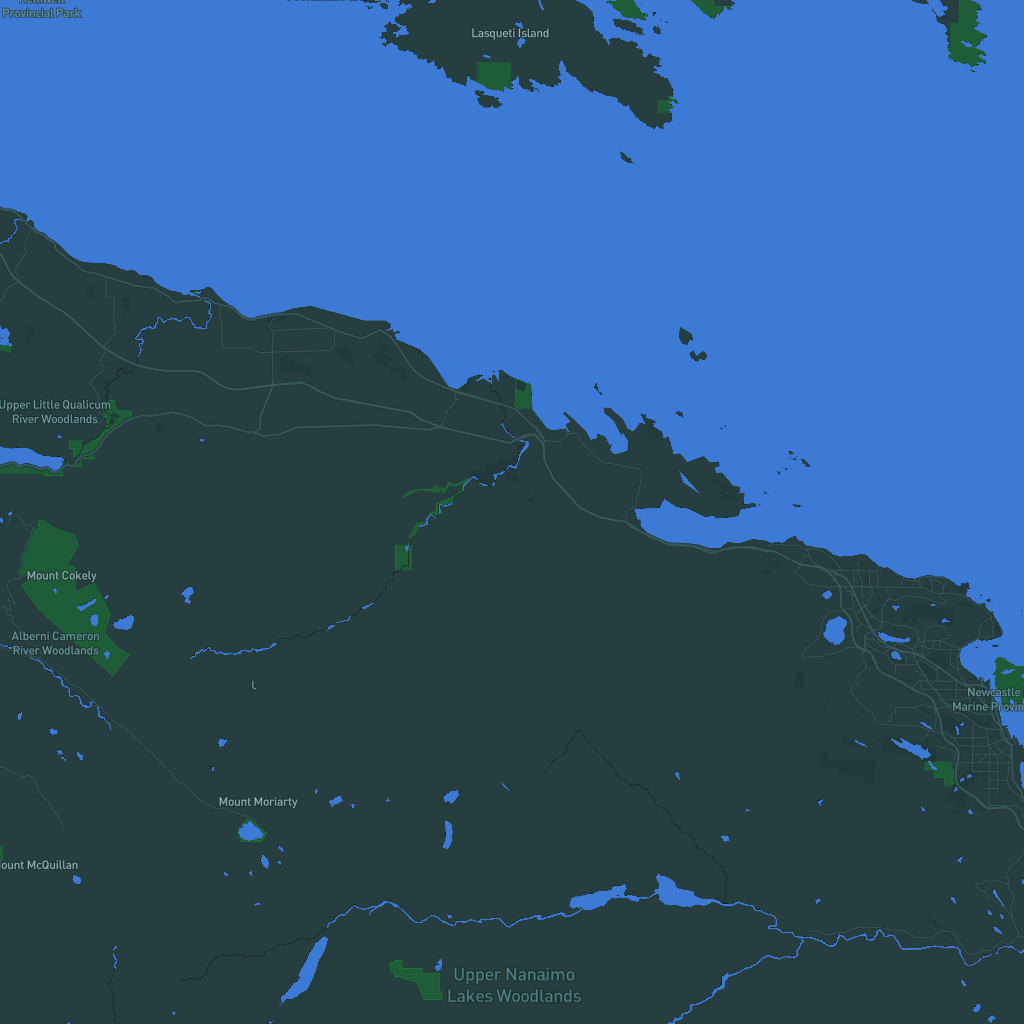 Provincial Park
Lasqueti Island
Upper Little Qualicum
River Woodlands
Mount Cokely
Alberni Cameron
River Woodlands
Newcastle
Marine Provin
Mount Moriarty
ount McQuillan
Upper Nanaimo
Lakes Woodlands